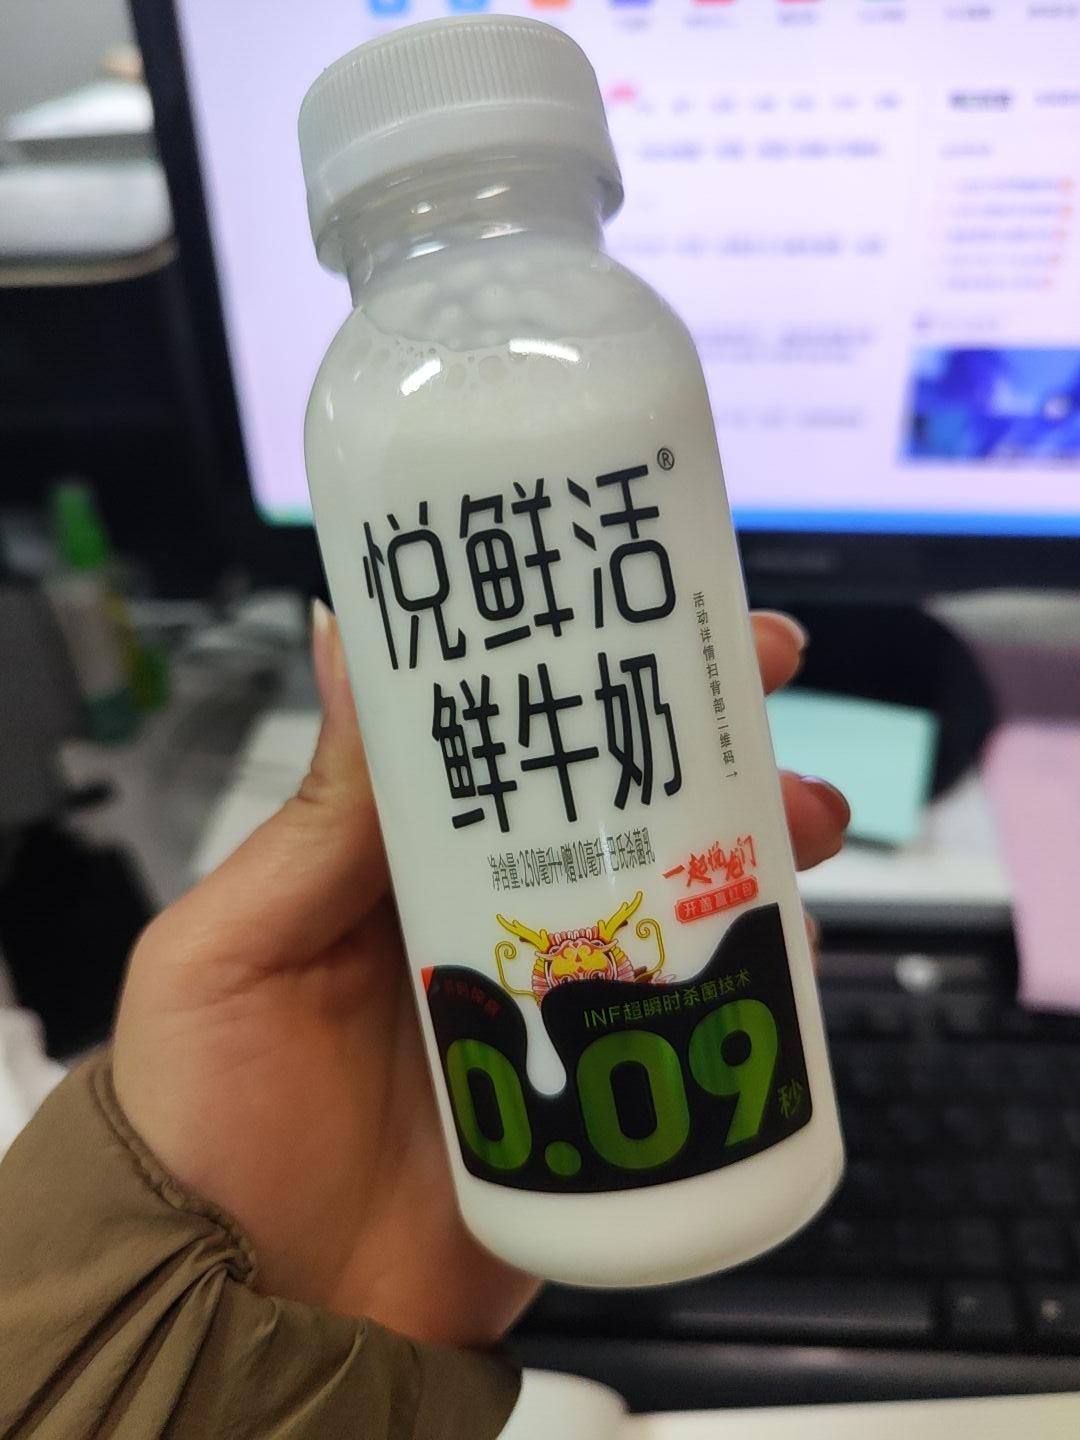 悦鲜活®
鲜牛奶
活动详情扫背部二维码→
净含量:250毫升+赠10毫升 巴氏杀菌乳
一起悦龙门
开盖赢红包
INF超瞬时杀菌技术
0.09秒